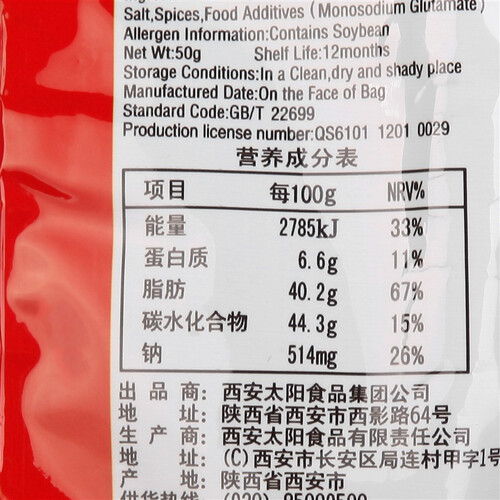 Salt,Spices,Food Additives ( Monosodium Glutamate )
Allergen Information:Contains Soybean
Net Wt:50g Shelf Life:12months
Storage Conditions:In a Clean,dry and shady place
Manufactured Date:On the Face of Bag
Standard Code:GB/T 22699
Production license number:QS6101 1201 0029
营养成分表
项目 每100g NRV%
能量 2785kJ 33%
蛋白质 6.6g 11%
脂肪 40.2g 67%
碳水化合物 44.3g 15%
钠 514mg 26%
出品商: 西安太阳食品集团公司
地址: 陕西省西安市西影路64号
生产商: 西安太阳食品有限责任公司
地址: (C)西安市长安区局连村甲字1号
产地: 陕西省西安市
供货热线